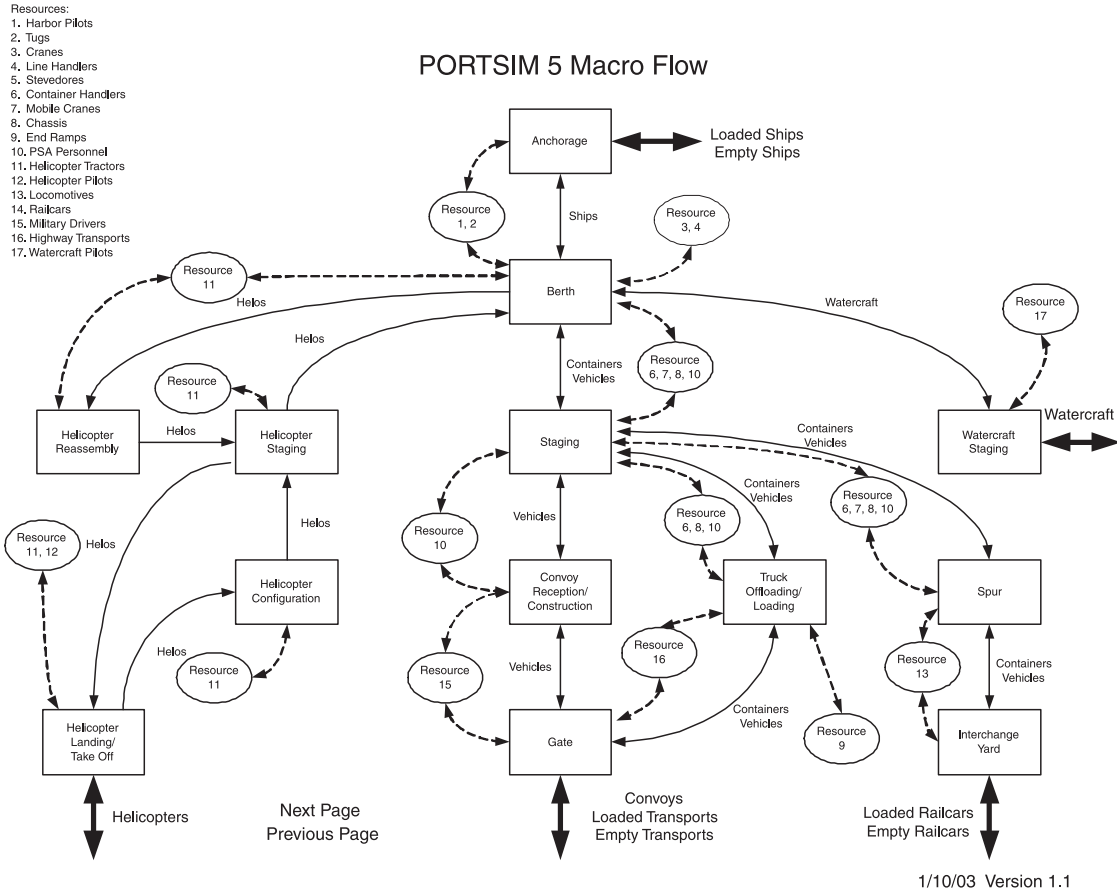 Resources:
1. Harbor Pilots
2. Tugs
3. Cranes
4. Line Handlers
5. Stevedores
6. Container Handlers
7. Mobile Cranes
8. Chassis
9. End Ramps
10. PSA Personnel
11. Helicopter Tractors
12. Helicopter Pilots
13. Locomotives
14. Railcars
15. Military Drivers
16. Highway Transports
17. Watercraft Pilots
PORTSIM 5 Macro Flow
Anchorage
Loaded Ships
Empty Ships
Resource
1, 2
Ships
Resource
3, 4
Resource
11
Berth
Helos
Watercraft
Resource
17
Helos
Containers
Vehicles
Resource
6, 7, 8, 10
Resource
11
Helicopter
Reassembly
Helos
Helicopter
Staging
Staging
Containers
Vehicles
Watercraft
Staging
Watercraft
Containers
Vehicles
Resource
6, 7, 8, 10
Resource
11, 12
Helos
Helos
Resource
10
Vehicles
Resource
6, 8, 10
Helicopter
Configuration
Convoy
Reception/
Construction
Truck
Offloading/
Loading
Spur
Helos
Resource
11
Resource
15
Vehicles
Resource
16
Resource
13
Containers
Vehicles
Containers
Vehicles
Helicopter
Landing/
Take Off
Gate
Resource
9
Interchange
Yard
Helicopters
Next Page
Previous Page
Convoys
Loaded Transports
Empty Transports
Loaded Railcars
Empty Railcars
1/10/03 Version 1.1